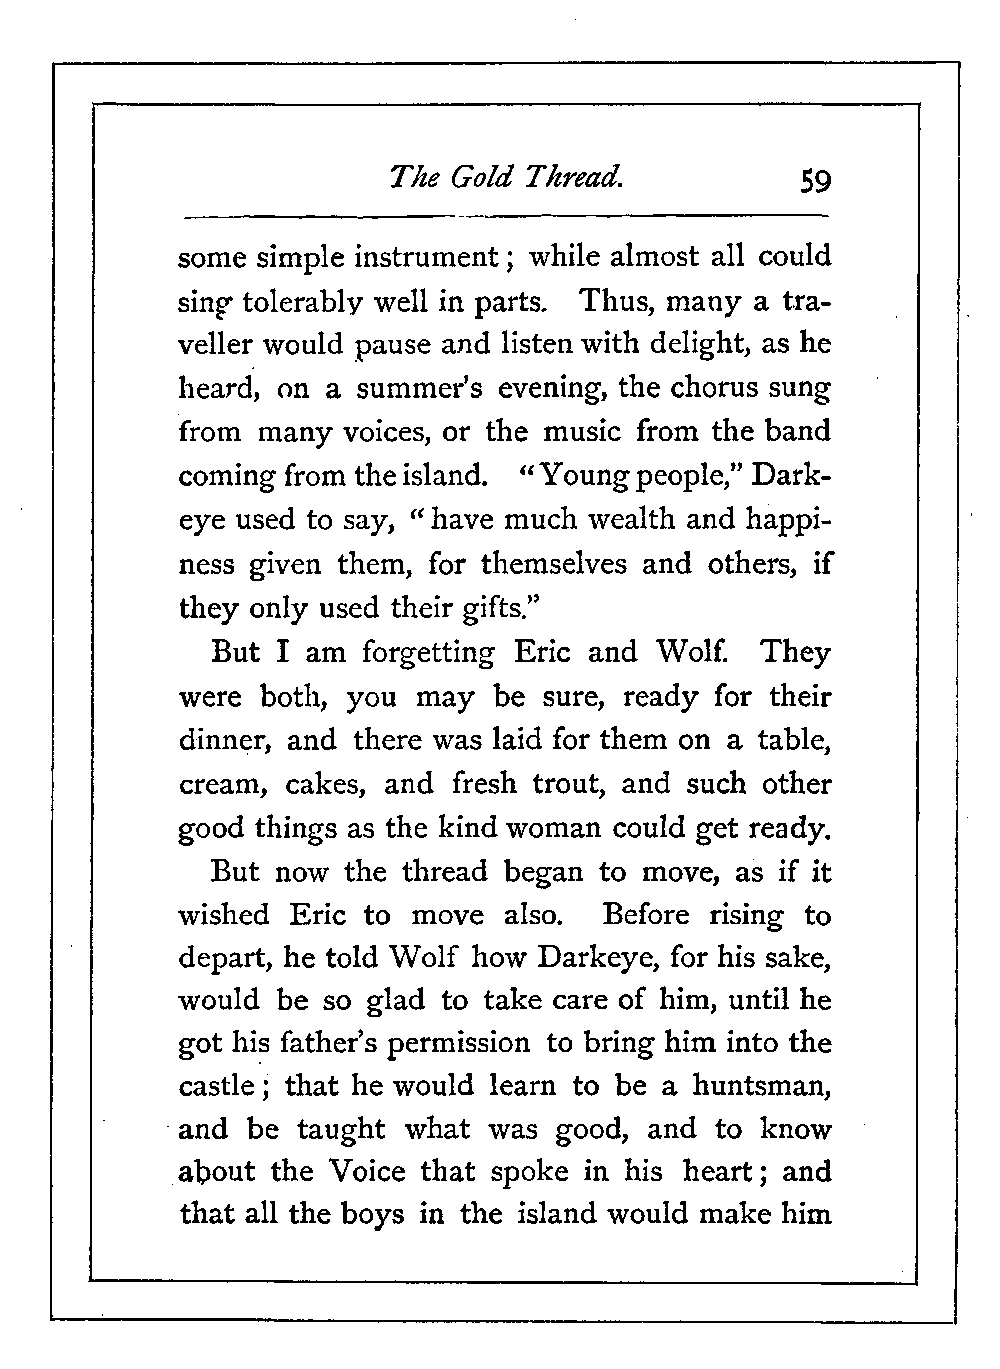 The Gold Thread. 59
some simple instrument; while almost all could
sing tolerably well in parts. Thus, many a tra-
veller would pause and listen with delight, as he
heard, on a summer's evening, the chorus sung
from many voices, or the music from the band
coming from the island. “Young people,” Dark-
eye used to say, “have much wealth and happi-
ness given them, for themselves and others, if
they only used their gifts.”
But I am forgetting Eric and Wolf. They
were both, you may be sure, ready for their
dinner, and there was laid for them on a table,
cream, cakes, and fresh trout, and such other
good things as the kind woman could get ready.
But now the thread began to move, as if it
wished Eric to move also. Before rising to
depart, he told Wolf how Darkeye, for his sake,
would be so glad to take care of him, until he
got his father's permission to bring him into the
castle; that he would learn to be a huntsman,
and be taught what was good, and to know
about the Voice that spoke in his heart; and
that all the boys in the island would make him